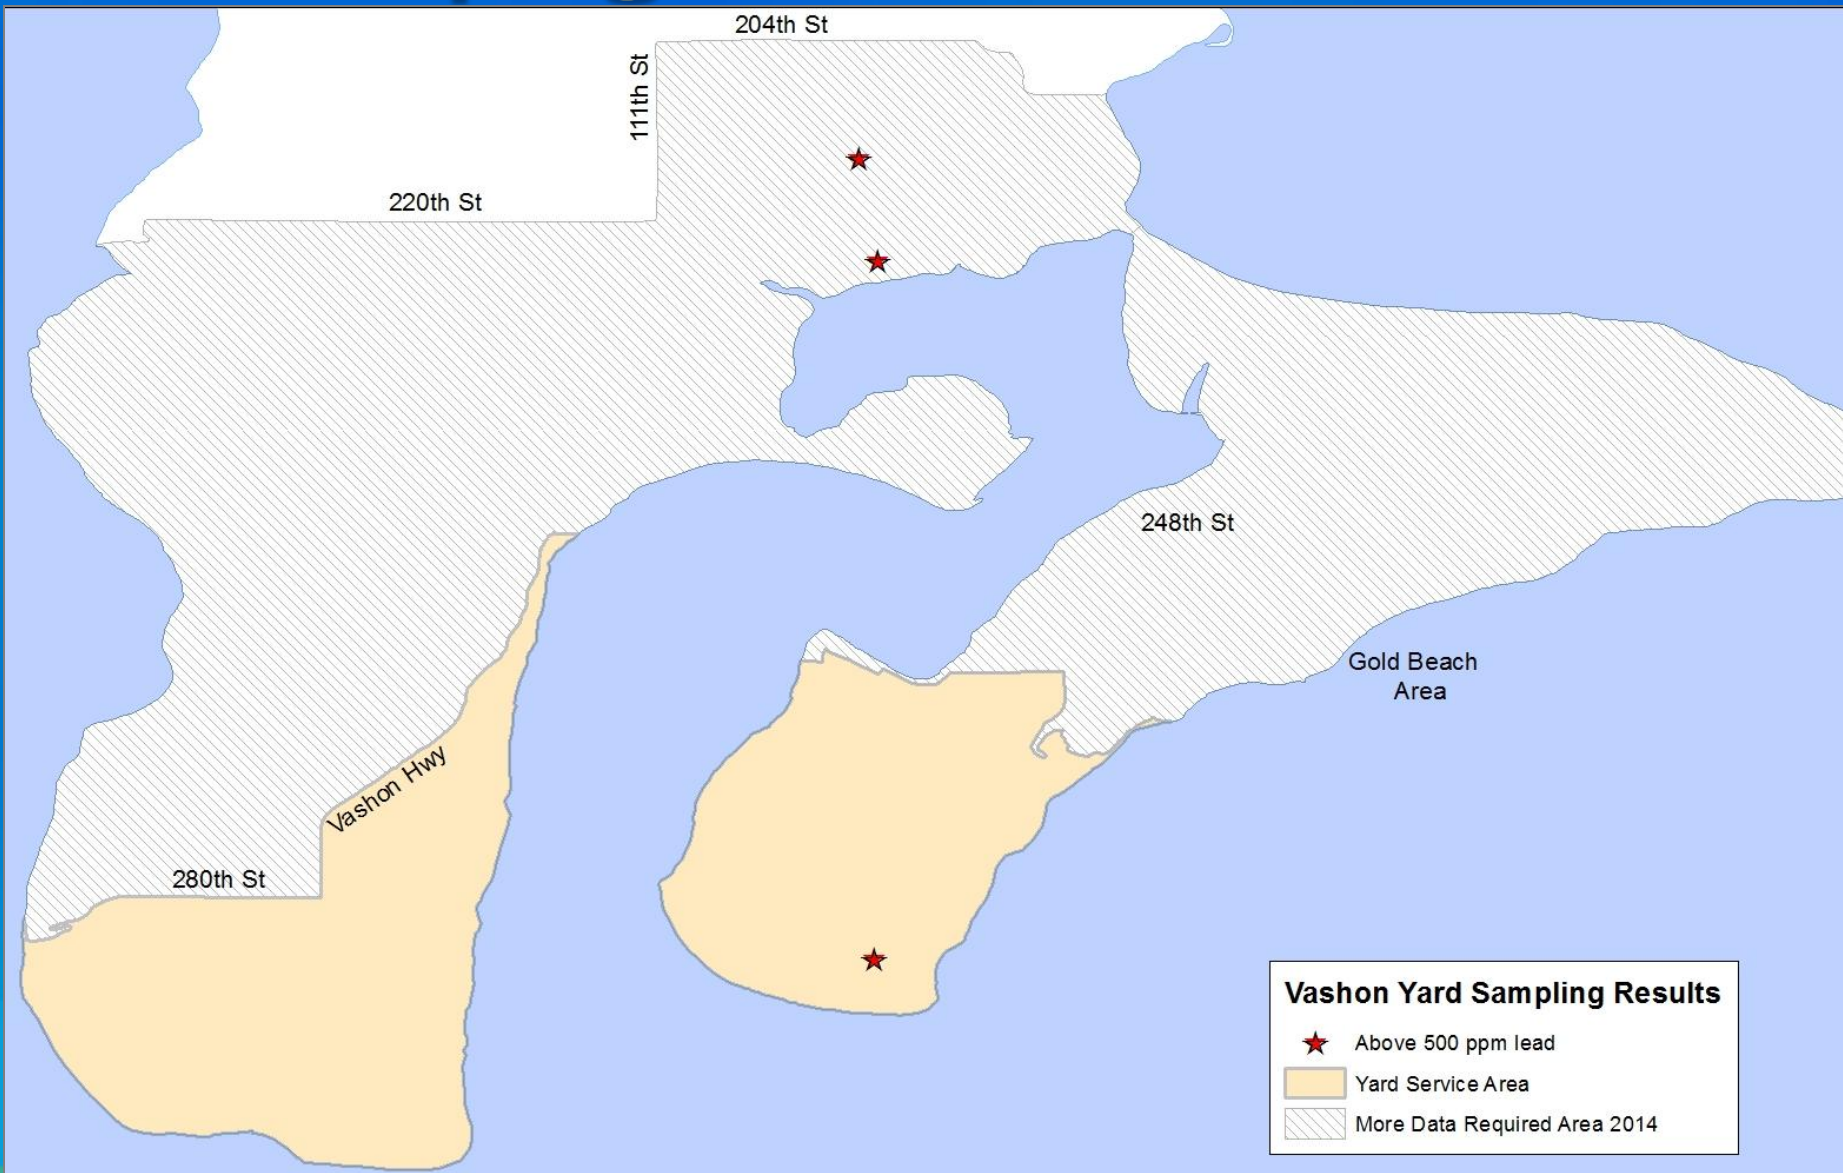 204th St
111th St
220th St
248th St
Gold Beach
Area
Vashon Hwy
280th St
Vashon Yard Sampling Results
Above 500 ppm lead
Yard Service Area
More Data Required Area 2014